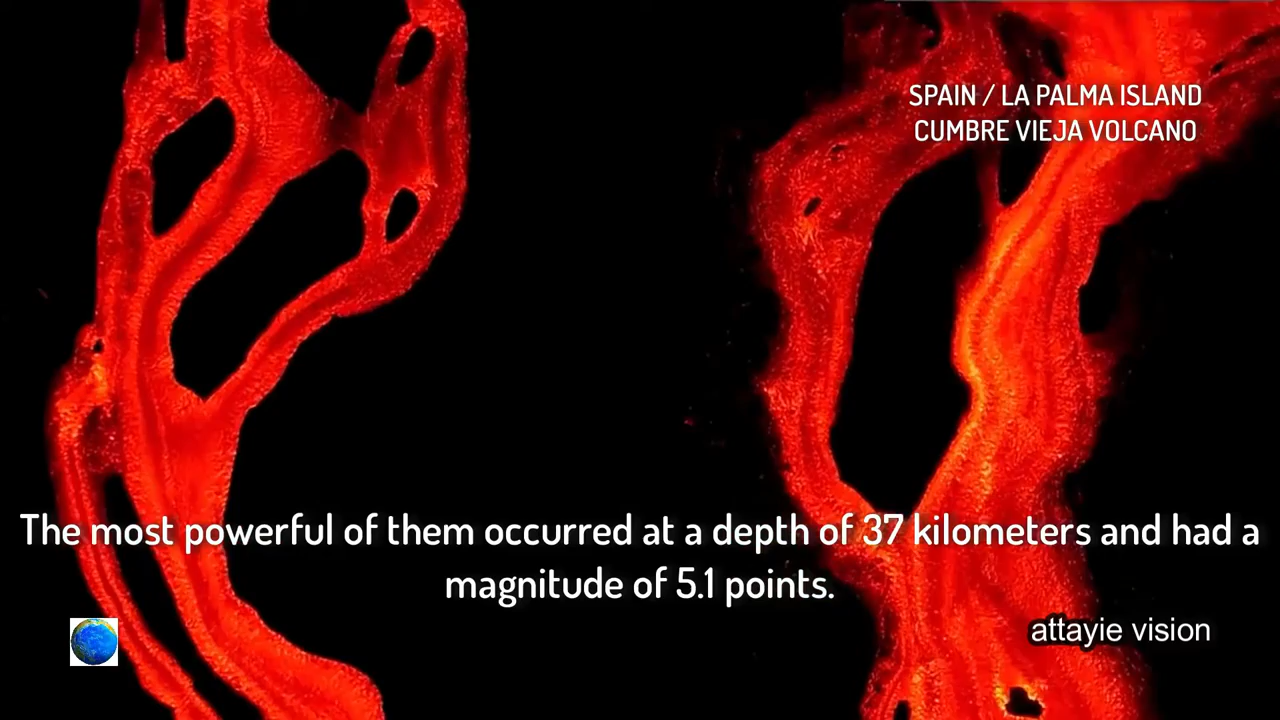 SPAIN / LA PALMA ISLAND
CUMBRE VIEJA VOLCANO
The most powerful of them occurred at a depth of 37 kilometers and had a
magnitude of 5.1 points.
attayie vision